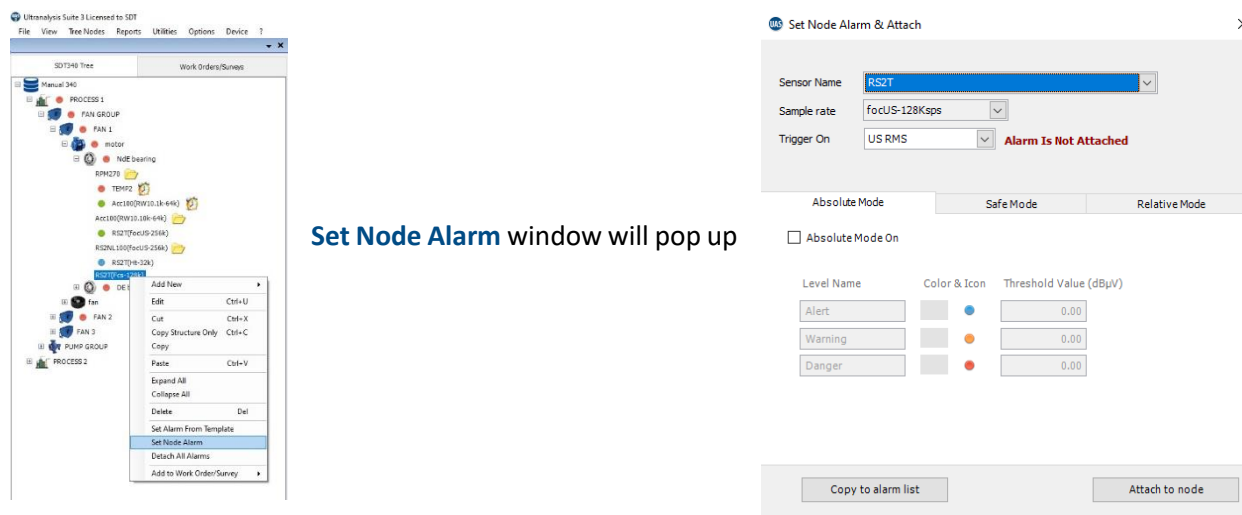 Ultranalysis Suite 3 Licensed to SDT
File View Tree Nodes Reports Utilities Options Device ?
SDT340 Tree Work Orders/Surveys
Manual 340
PROCESS 1
FAN GROUP
FAN 1
motor
NdE bearing
RPM270
TEMP2
Acc100(RW10.1k-64k)
Acc100(RW10.10k-64k)
RS2T(FocUS-256k)
RS2NL100(FocUS-256k)
RS2T(Ht-32k)
RS2T(Fcs-128k)
DE
fan
FAN 2
FAN 3
PUMP GROUP
PROCESS 2
Add New
Edit Ctrl+U
Cut Ctrl+X
Copy Structure Only Ctrl+C
Copy
Paste Ctrl+V
Expand All
Collapse All
Delete Del
Set Alarm From Template
Set Node Alarm
Detach All Alarms
Add to Work Order/Survey
Set Node Alarm window will pop up
UAS Set Node Alarm & Attach
Sensor Name RS2T
Sample rate focUS-128Ksps
Trigger On US RMS Alarm Is Not Attached
Absolute Mode Safe Mode Relative Mode
Absolute Mode On
Level Name Color & Icon Threshold Value (dBµV)
Alert 0.00
Warning 0.00
Danger 0.00
Copy to alarm list Attach to node